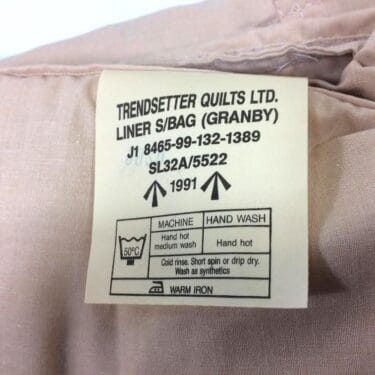 TRENDSETTER QUILTS LTD.
LINER S/BAG (GRANBY)
J1 8465-99-132-1389
SL32A/5522
1991
MACHINE HAND WASH
50°C
Hand hot
medium wash
Hand hot
Cold rinse. Short spin or drip dry.
Wash as synthetics
WARM IRON